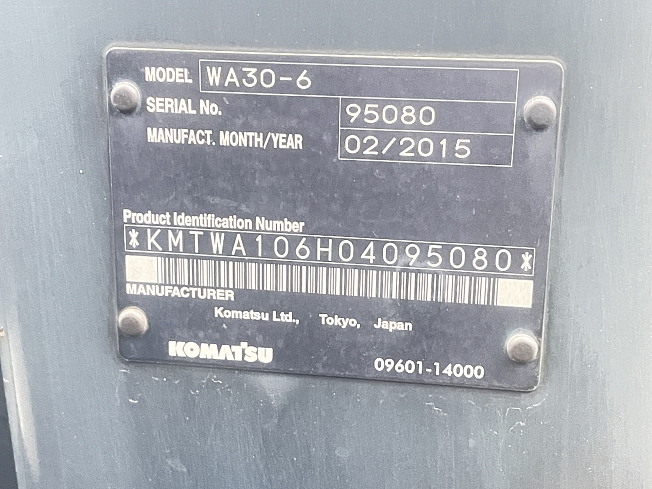 MODEL WA30-6
SERIAL No. 95080
MANUFACT. MONTH/YEAR 02/2015
Product Identification Number
*KMTWA106H04095080*
MANUFACTURER
Komatsu Ltd., Tokyo, Japan
KOMATSU 09601-14000